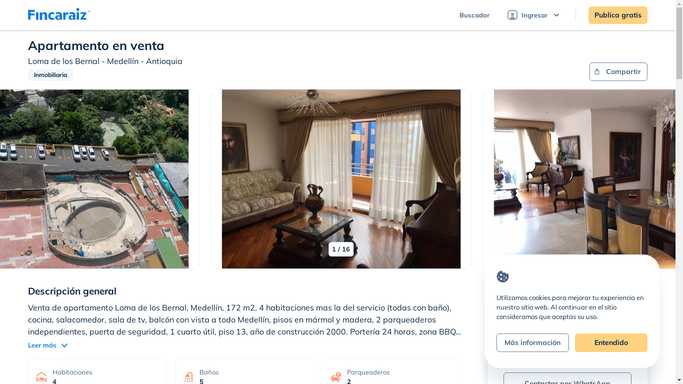 Fincaraiz
Buscador
Ingresar
Publica gratis
Apartamento en venta
Loma de los Bernal - Medellín - Antioquia
Inmobiliaria
Compartir
1 / 16
Descripción general
Venta de apartamento Loma de los Bernal, Medellín, 172 m2, 4 habitaciones mas la del servicio (todas con baño),
cocina, salacomedor, sala de tv, balcón con vista a todo Medellín, pisos en mármol y madera, 2 parqueaderos
independientes, puerta de seguridad, 1 cuarto útil, piso 13, año de construcción 2000. Portería 24 horas, zona BBQ...
Leer más
Habitaciones
4
Baños
5
Parqueaderos
2
Utilizamos cookies para mejorar tu experiencia en
nuestro sitio web. Al continuar en el sitio
consideramos que aceptas su uso.
Más información
Entendido
Contactar por WhatsApp